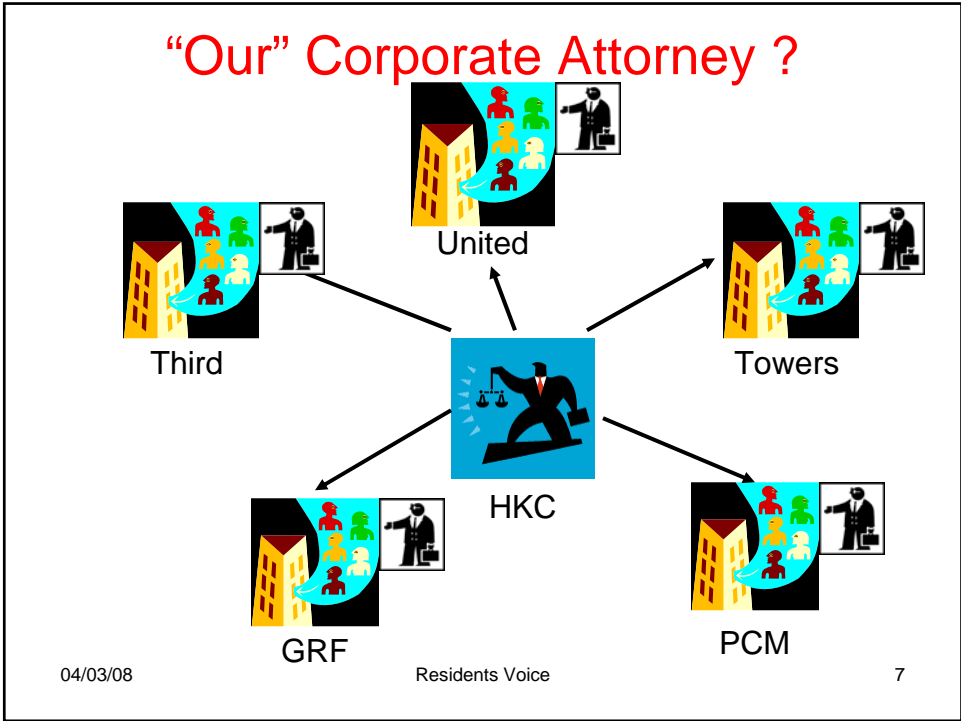 “Our” Corporate Attorney ?
United
Third
Towers
HKC
GRF
PCM
04/03/08
Residents Voice
7